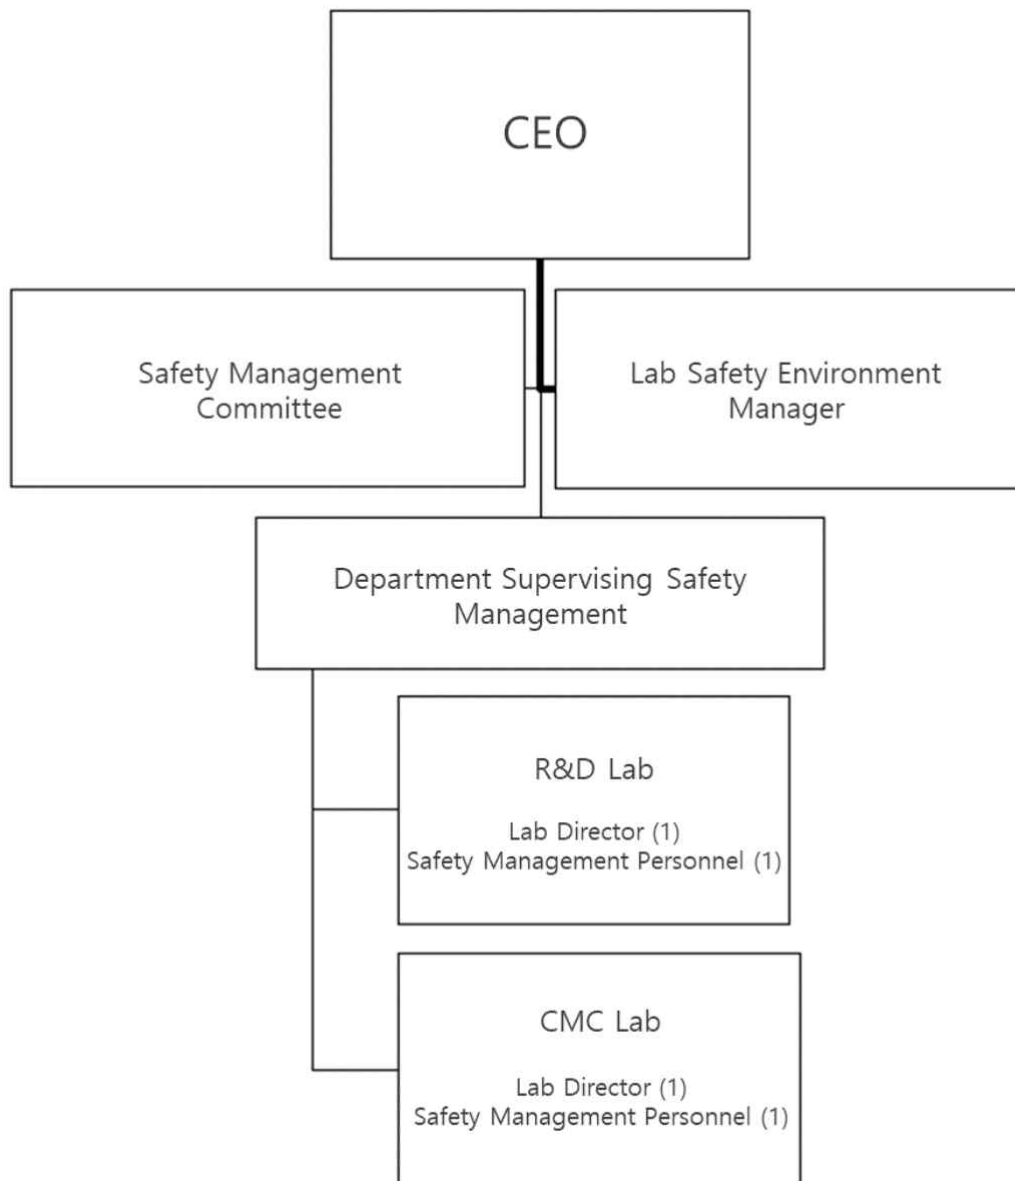 CEO
Safety Management
Committee
Lab Safety Environment
Manager
Department Supervising Safety
Management
R&D Lab
Lab Director (1)
Safety Management Personnel (1)
CMC Lab
Lab Director (1)
Safety Management Personnel (1)